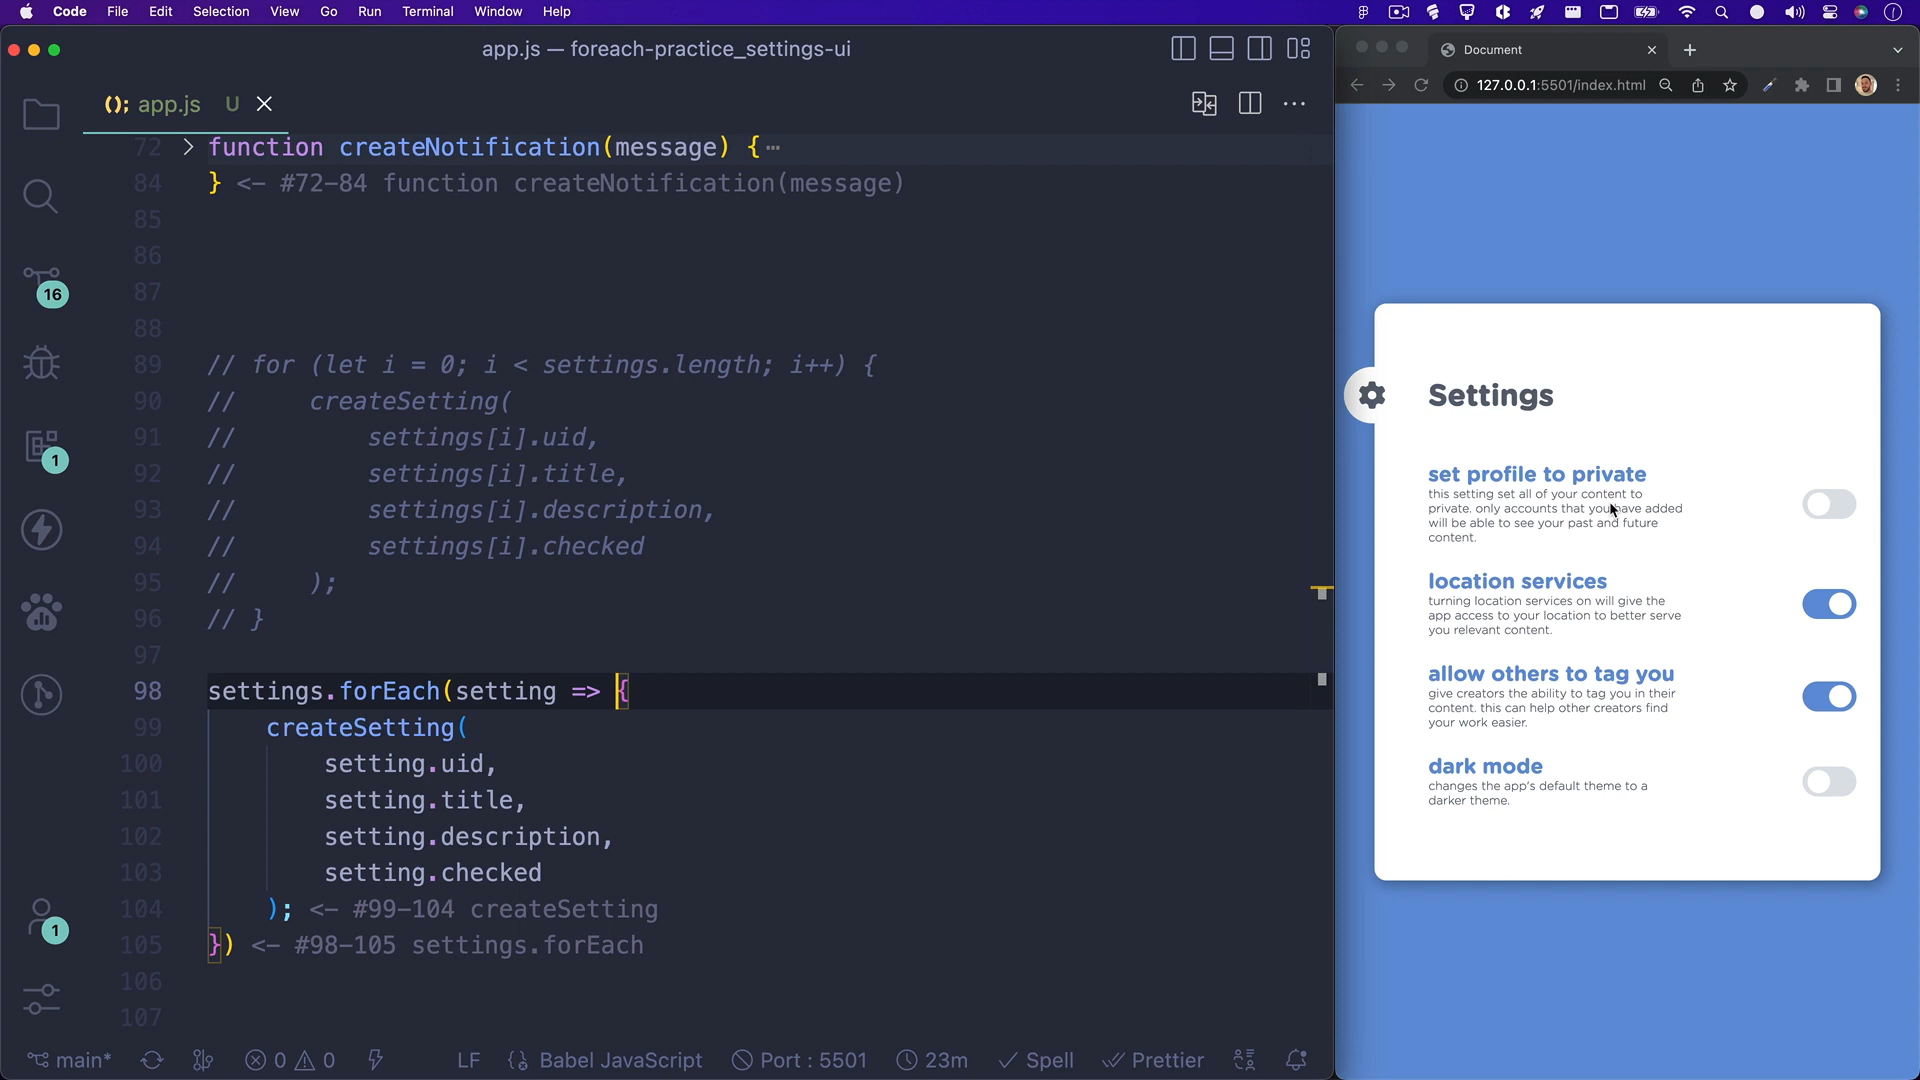 Code File Edit Selection View Go Run Terminal Window Help
app.js — foreach-practice_settings-ui
app.js U
72 function createNotification(message) {
84 } <- #72-84 function createNotification(message)
85
86
87
88
89 // for (let i = 0; i < settings.length; i++) {
90 // createSetting(
91 // settings[i].uid,
92 // settings[i].title,
93 // settings[i].description,
94 // settings[i].checked
95 // );
96 // }
97
98 settings.forEach(setting => {
99 createSetting(
100 setting.uid,
101 setting.title,
102 setting.description,
103 setting.checked
104 ); <- #99-104 createSetting
105 }) <- #98-105 settings.forEach
106
107
16
1
1
main* 0 0 LF Babel JavaScript Port : 5501 23m Spell Prettier
Document
127.0.0.1:5501/index.html
Settings
set profile to private
this setting set all of your content to
private. only accounts that you have added
will be able to see your past and future
content.
location services
turning location services on will give the
app access to your location to better serve
you relevant content.
allow others to tag you
give creators the ability to tag you in their
content. this can help other creators find
your work easier.
dark mode
changes the app's default theme to a
darker theme.